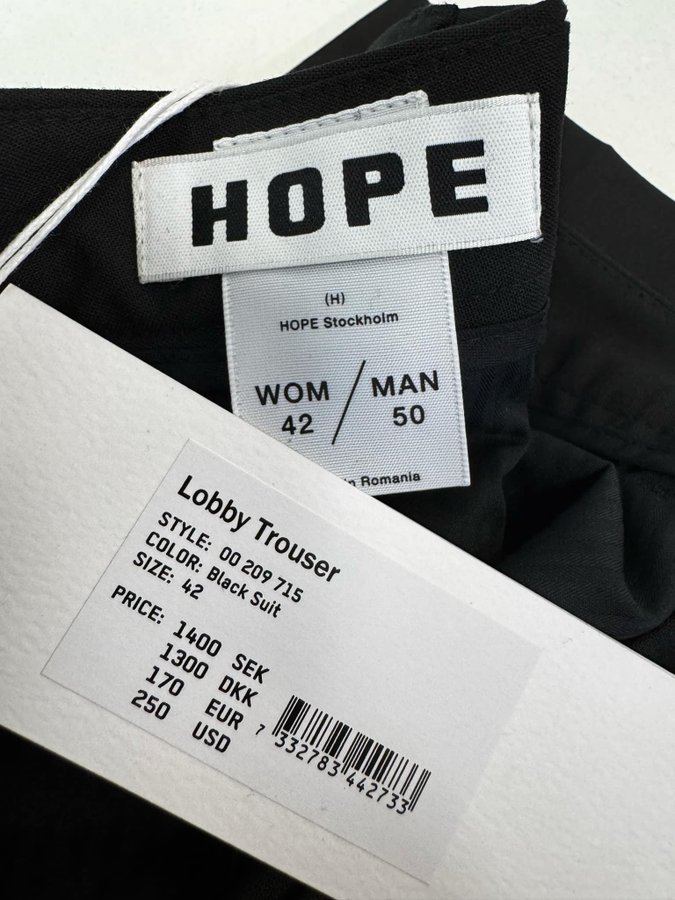 HOPE
(H)
HOPE Stockholm
WOM / MAN
42 50
Romania
Lobby Trouser
STYLE: 00 209 715
COLOR: Black Suit
SIZE: 42
PRICE: 1400 SEK
1300 DKK
170 EUR
250 USD
7 332783 442733